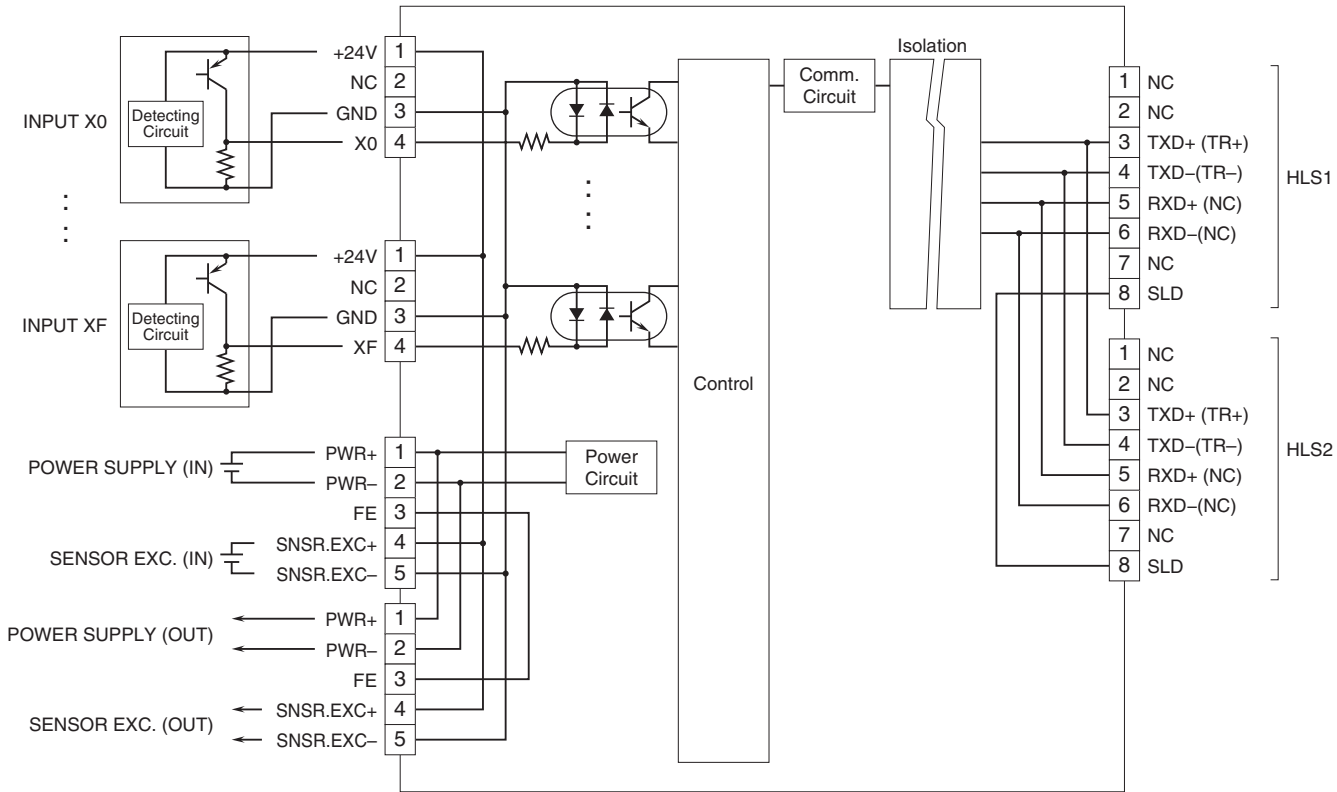 INPUT X0
Detecting
Circuit
+24V 1
NC 2
GND 3
X0 4
INPUT XF
Detecting
Circuit
+24V 1
NC 2
GND 3
XF 4
POWER SUPPLY (IN)
PWR+ 1
PWR– 2
FE 3
SENSOR EXC. (IN)
SNSR.EXC+ 4
SNSR.EXC– 5
POWER SUPPLY (OUT)
PWR+ 1
PWR– 2
FE 3
SENSOR EXC. (OUT)
SNSR.EXC+ 4
SNSR.EXC– 5
Power
Circuit
Control
Comm.
Circuit
Isolation
1 NC
2 NC
3 TXD+ (TR+)
4 TXD–(TR–)
5 RXD+ (NC)
6 RXD–(NC)
7 NC
8 SLD
HLS1
1 NC
2 NC
3 TXD+ (TR+)
4 TXD–(TR–)
5 RXD+ (NC)
6 RXD–(NC)
7 NC
8 SLD
HLS2